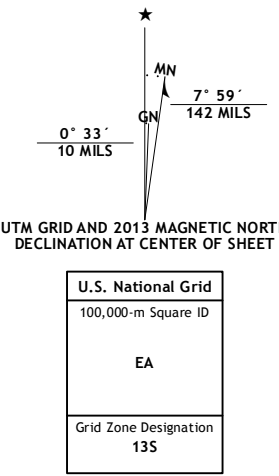 MN
GN
7° 59´
142 MILS
0° 33´
10 MILS
UTM GRID AND 2013 MAGNETIC NORT
DECLINATION AT CENTER OF SHEET
U.S. National Grid
100,000-m Square ID
EA
Grid Zone Designation
13S